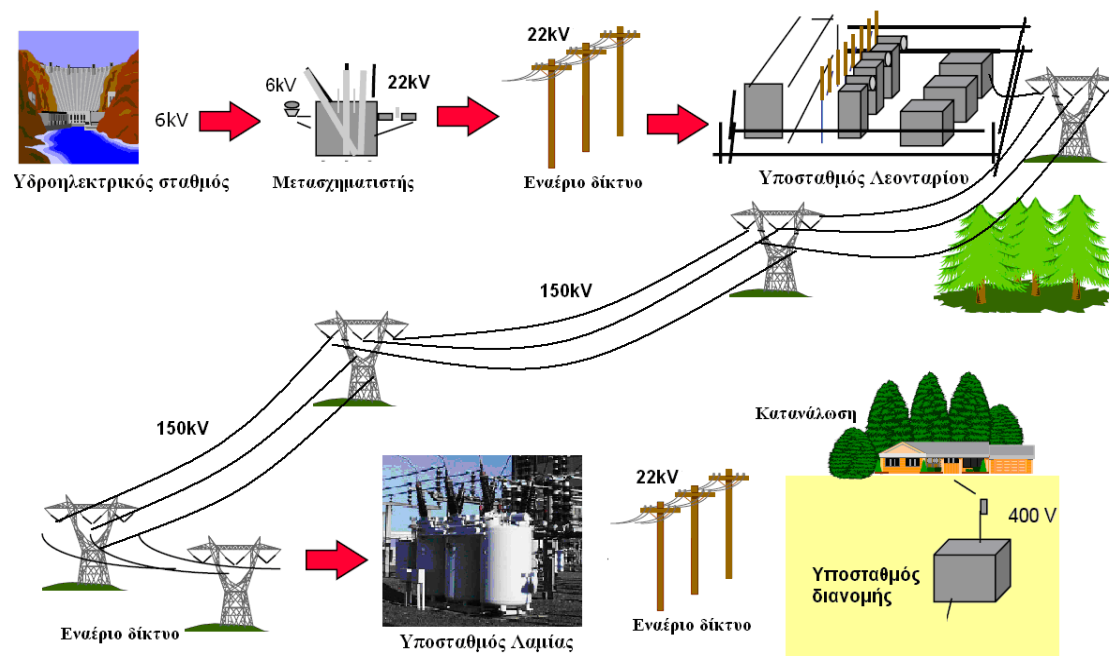 6kV
Υδροηλεκτρικός σταθμός
6kV
22kV
Μετασχηματιστής
22kV
Εναέριο δίκτυο
Υποσταθμός Λεονταρίου
150kV
150kV
Εναέριο δίκτυο
Υποσταθμός Λαμίας
22kV
Εναέριο δίκτυο
Κατανάλωση
400 V
Υποσταθμός
διανομής